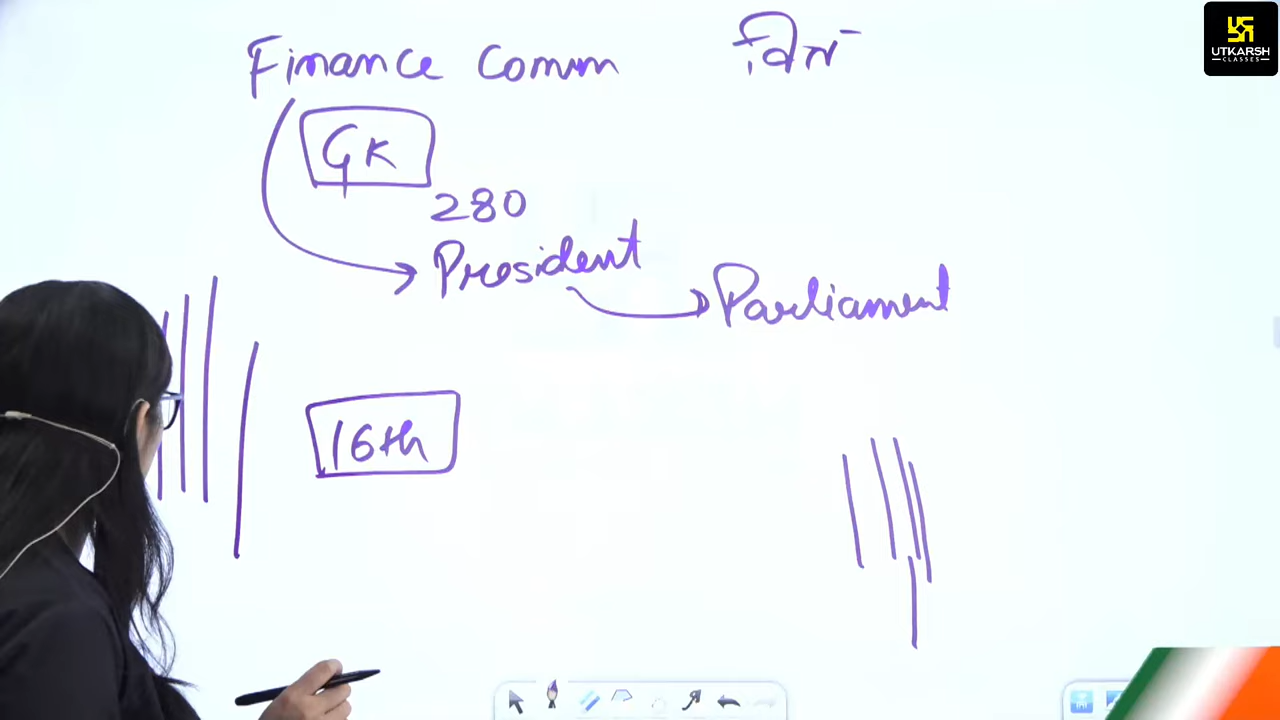 Finance Comm वित्त
GK
280
President
Parliament
16th
UTKARSH
CLASSES